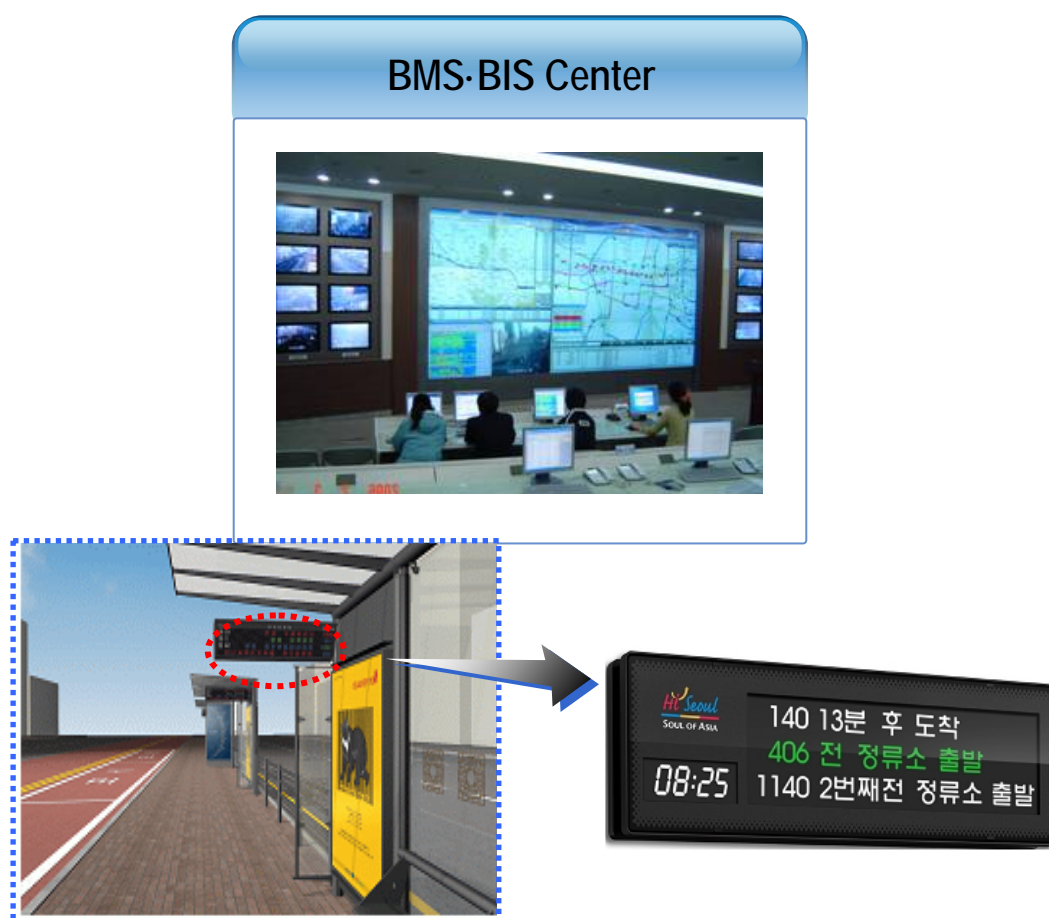 BMS·BIS Center
Hi Seoul
SOUL OF ASIA
08:25
140 13분 후 도착
406 전 정류소 출발
1140 2번째전 정류소 출발